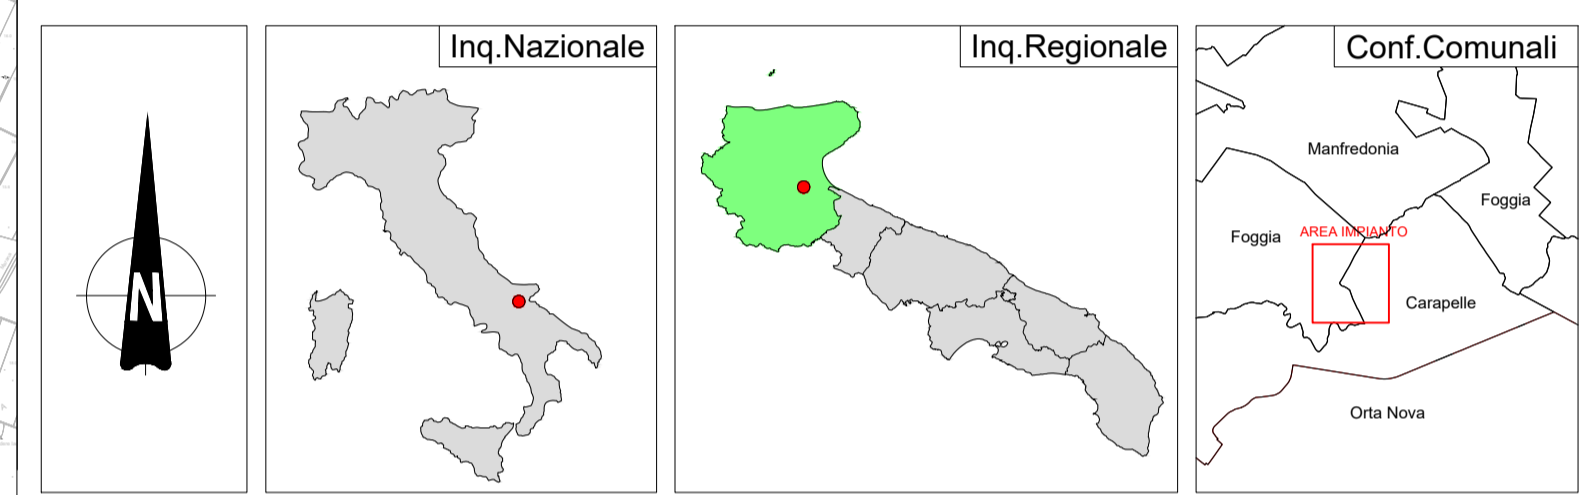 N
Inq.Nazionale
Inq.Regionale
Conf.Comunali
Manfredonia
Foggia
Foggia
AREA IMPIANTO
Carapelle
Orta Nova